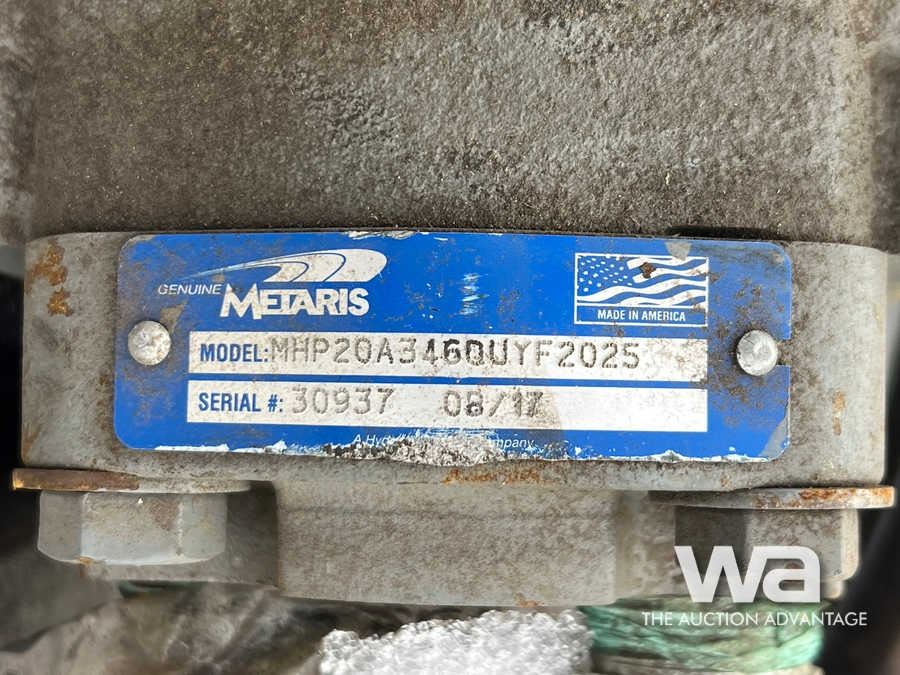 GENUINE METARIS
MADE IN AMERICA
MODEL: MHP20A346QUYF2025
SERIAL #: 30937 08/17
A
wa
THE AUCTION ADVANTAGE